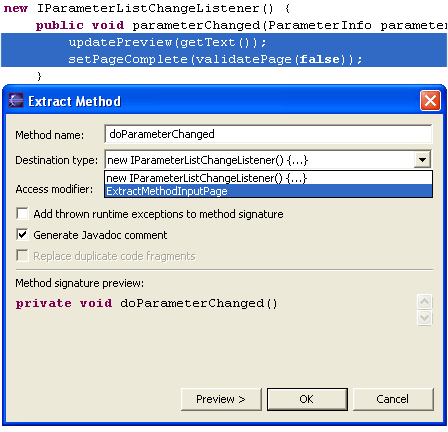 new IParameterListChangeListener() {
public void parameterChanged(ParameterInfo parameter
updatePreview(getText());
setPageComplete(validatePage(false));
}
Extract Method
Method name: doParameterChanged
Destination type: new IParameterListChangeListener() {...}
new IParameterListChangeListener() {...}
Access modifier: ExtractMethodInputPage
Add thrown runtime exceptions to method signature
Generate Javadoc comment
Replace duplicate code fragments
Method signature preview:
private void doParameterChanged()
Preview > OK Cancel